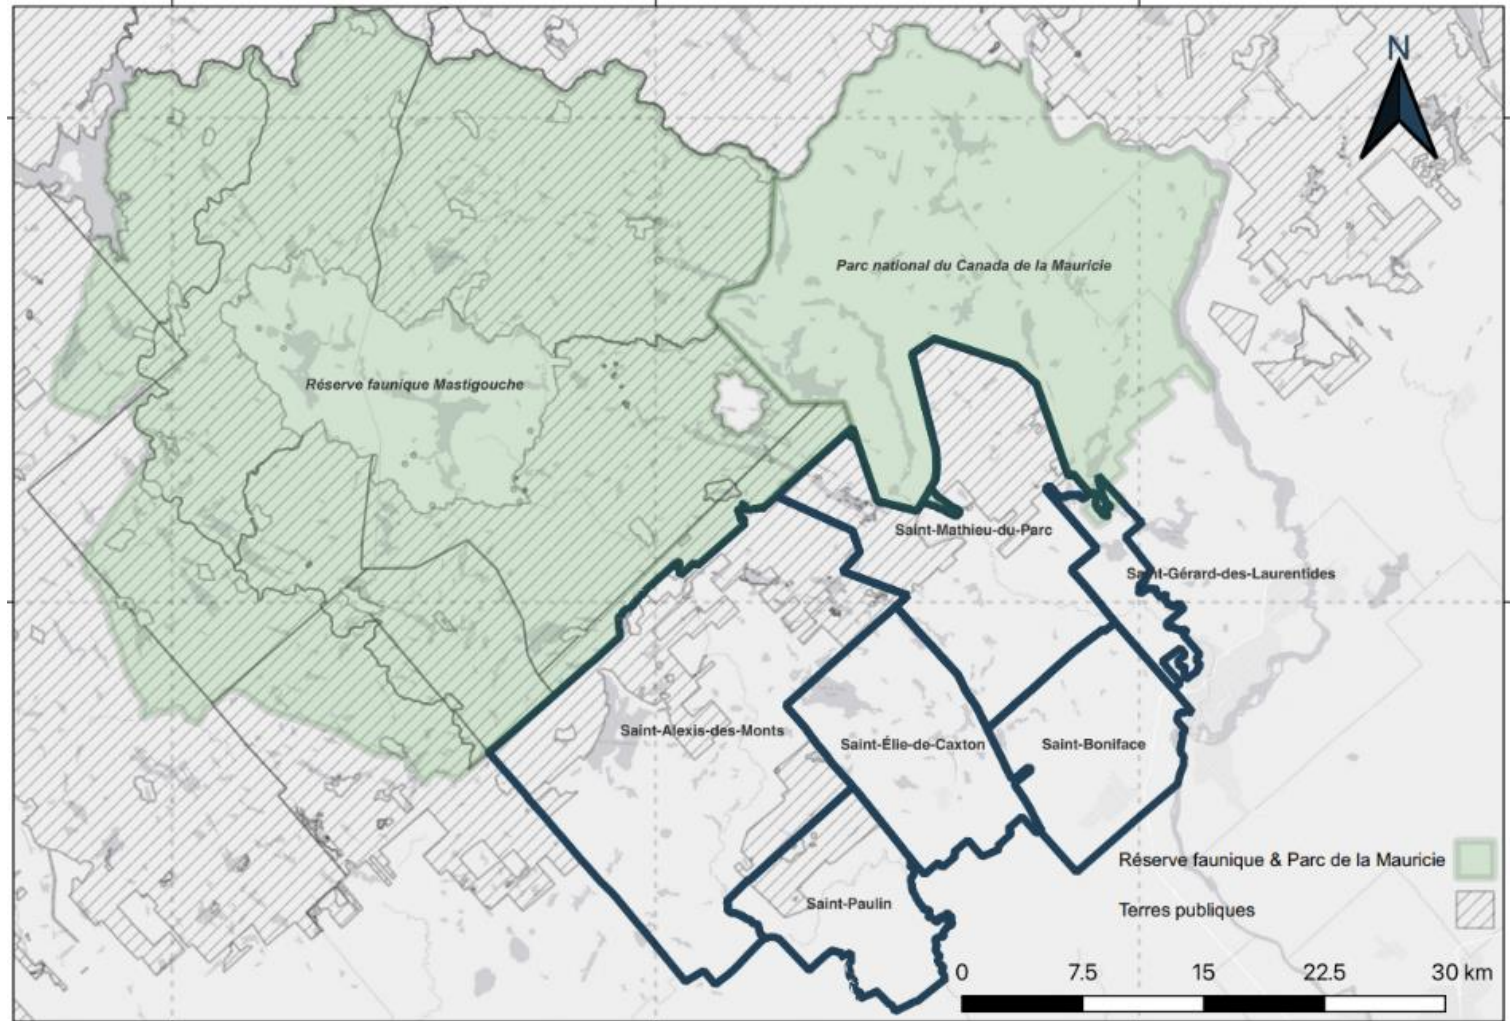 N
Parc national du Canada de la Mauricie
Réserve faunique Mastigouche
Saint-Mathieu-du-Parc
Saint-Gérard-des-Laurentides
Saint-Alexis-des-Monts
Saint-Élie-de-Caxton
Saint-Boniface
Réserve faunique & Parc de la Mauricie
Saint-Paulin
Terres publiques
0 7.5 15 22.5 30 km